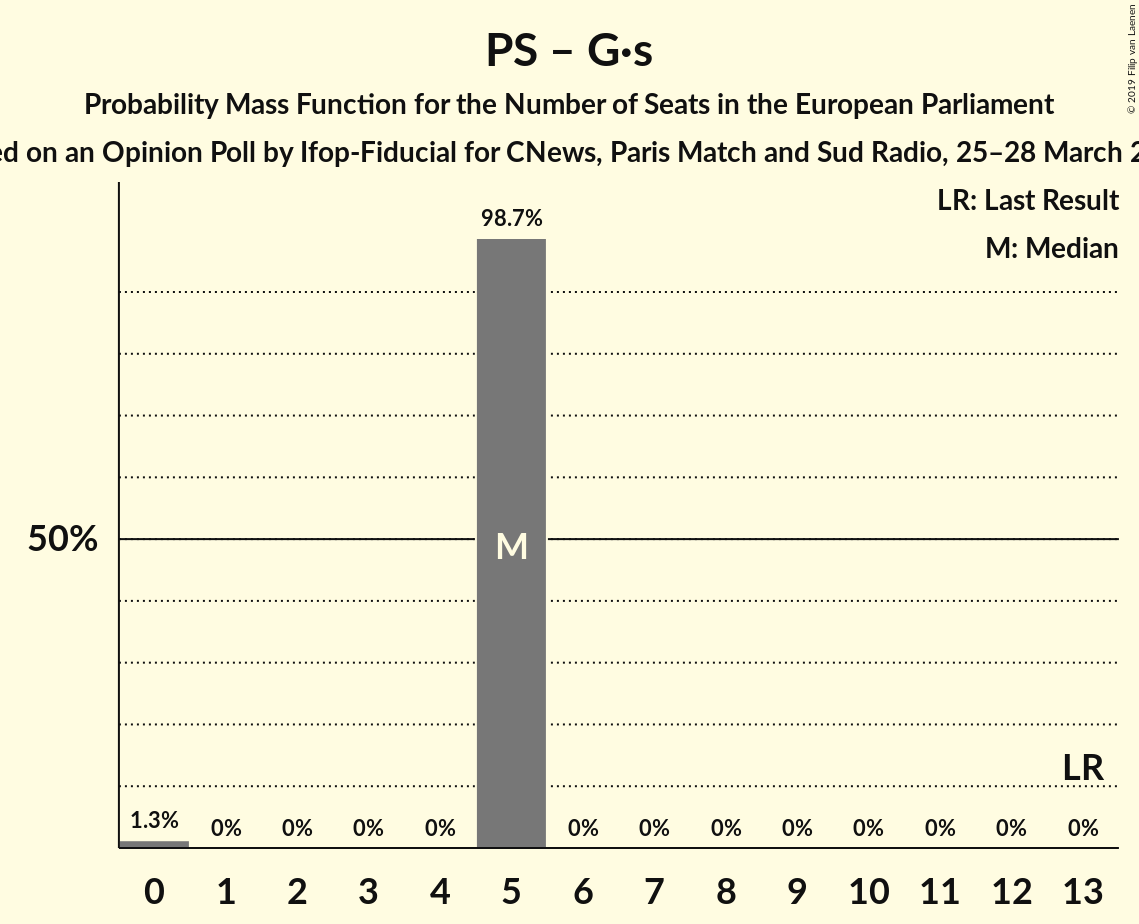 PS – G·s
Probability Mass Function for the Number of Seats in the European Parliament
on an Opinion Poll by Ifop-Fiducial for CNews, Paris Match and Sud Radio, 25–28 March
© 2019 Filip van Laenen
LR: Last Result
M: Median
98.7%
50%
M
LR
1.3% 0% 0% 0% 0% 0% 0% 0% 0% 0% 0% 0% 0%
0 1 2 3 4 5 6 7 8 9 10 11 12 13